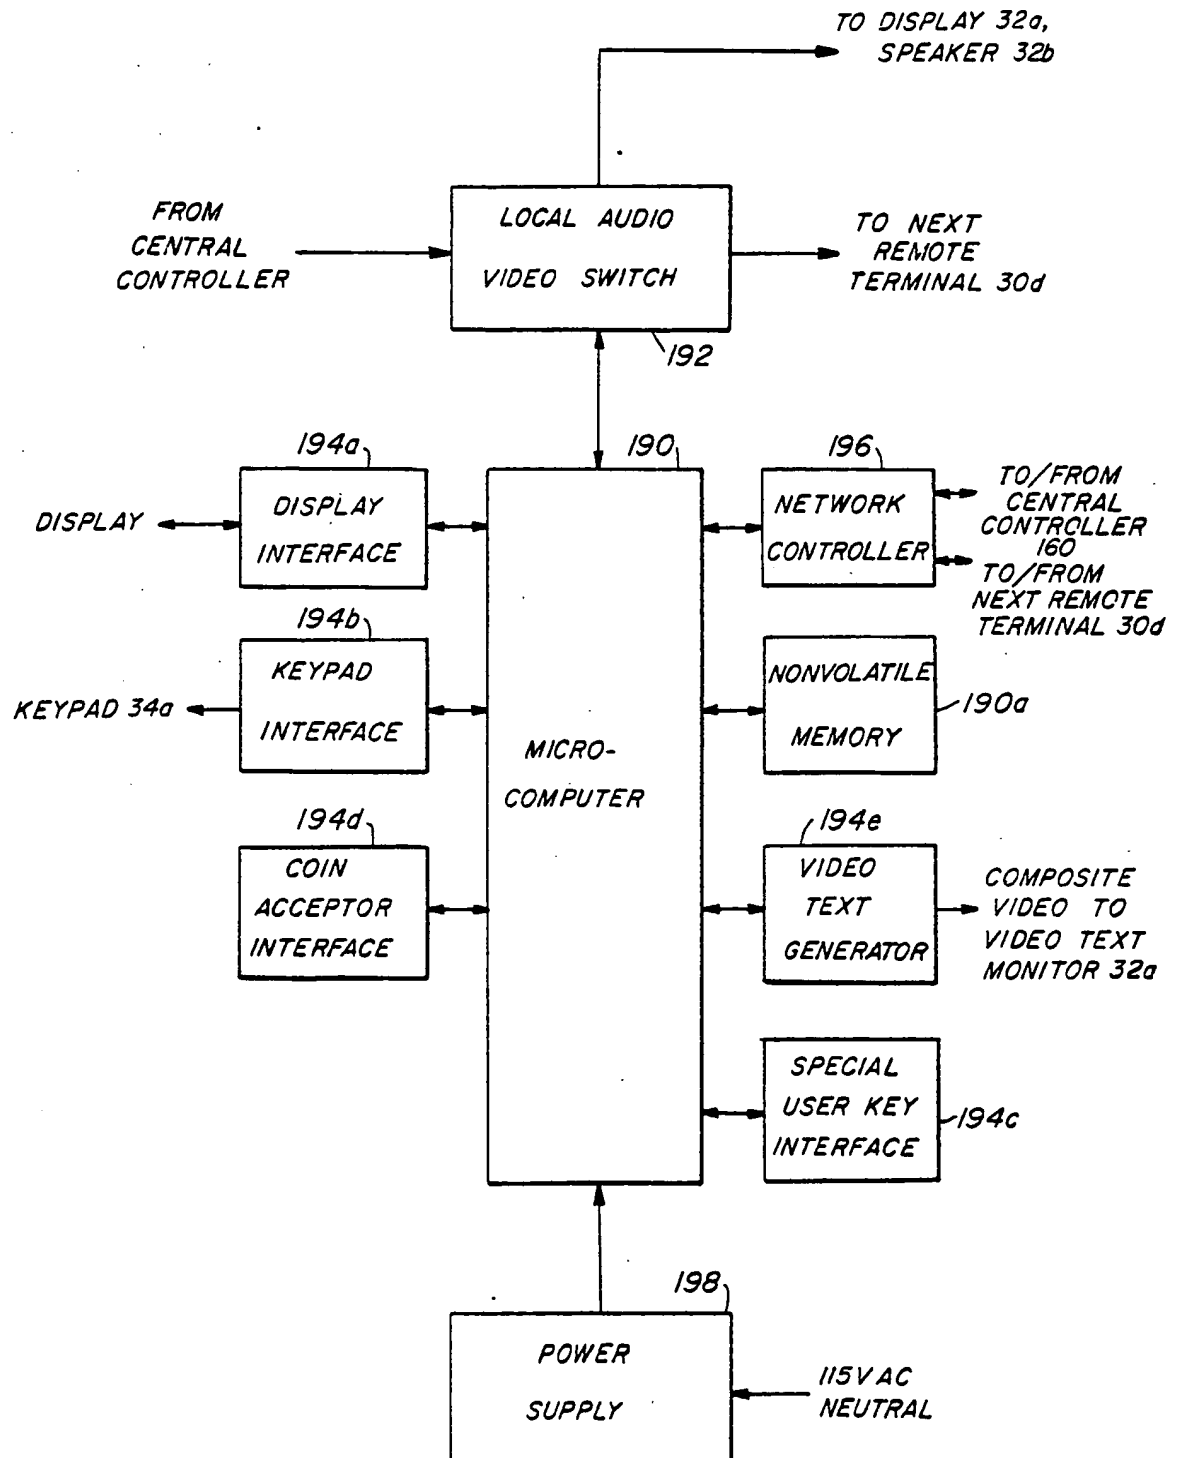 TO DISPLAY 32a,
SPEAKER 32b
FROM
CENTRAL
CONTROLLER
LOCAL AUDIO
VIDEO SWITCH
TO NEXT
REMOTE
TERMINAL 30d
192
194a
190
196
DISPLAY
DISPLAY
INTERFACE
NETWORK
CONTROLLER
TO/FROM
CENTRAL
CONTROLLER
160
TO/FROM
NEXT REMOTE
TERMINAL 30d
194b
KEYPAD 34a
KEYPAD
INTERFACE
MICRO-
COMPUTER
NONVOLATILE
MEMORY
190a
194d
COIN
ACCEPTOR
INTERFACE
194e
VIDEO
TEXT
GENERATOR
COMPOSITE
VIDEO TO
VIDEO TEXT
MONITOR 32a
SPECIAL
USER KEY
INTERFACE
194c
198
POWER
SUPPLY
115VAC
NEUTRAL